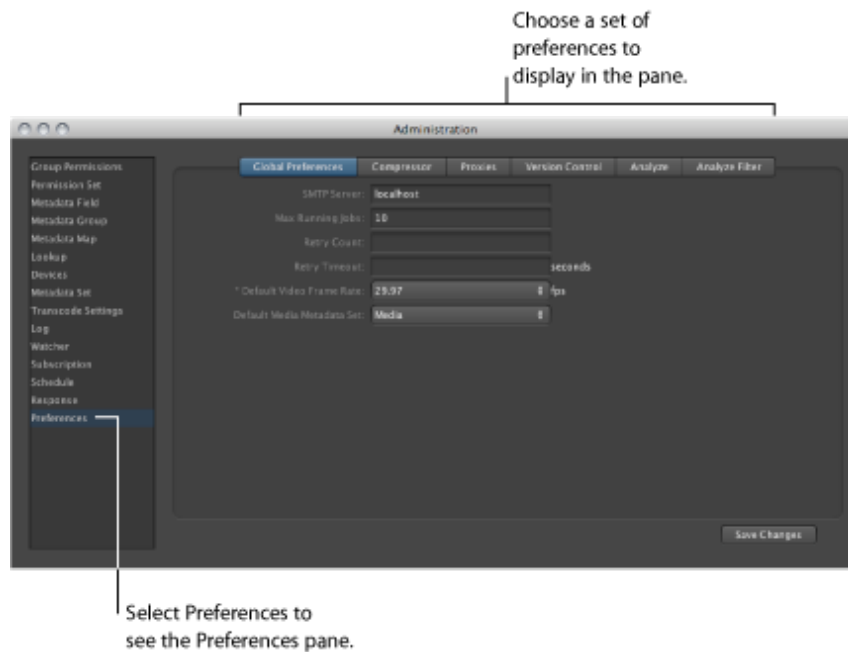 Choose a set of
preferences to
display in the pane.
Administration
Group Permissions
Permission Set
Metadata Field
Metadata Group
Metadata Map
Lookup
Devices
Metadata Set
Transcode Settings
Log
Watcher
Subscription
Schedule
Response
Preferences
Global Preferences Compressor Proxies Version Control Analyze Analyze Filter
SMTP Server: localhost
Max Running Jobs: 10
Retry Count:
Retry Timeout: seconds
* Default Video Frame Rate: 29.97 fps
Default Media Metadata Set: Media
Save Changes
Select Preferences to
see the Preferences pane.